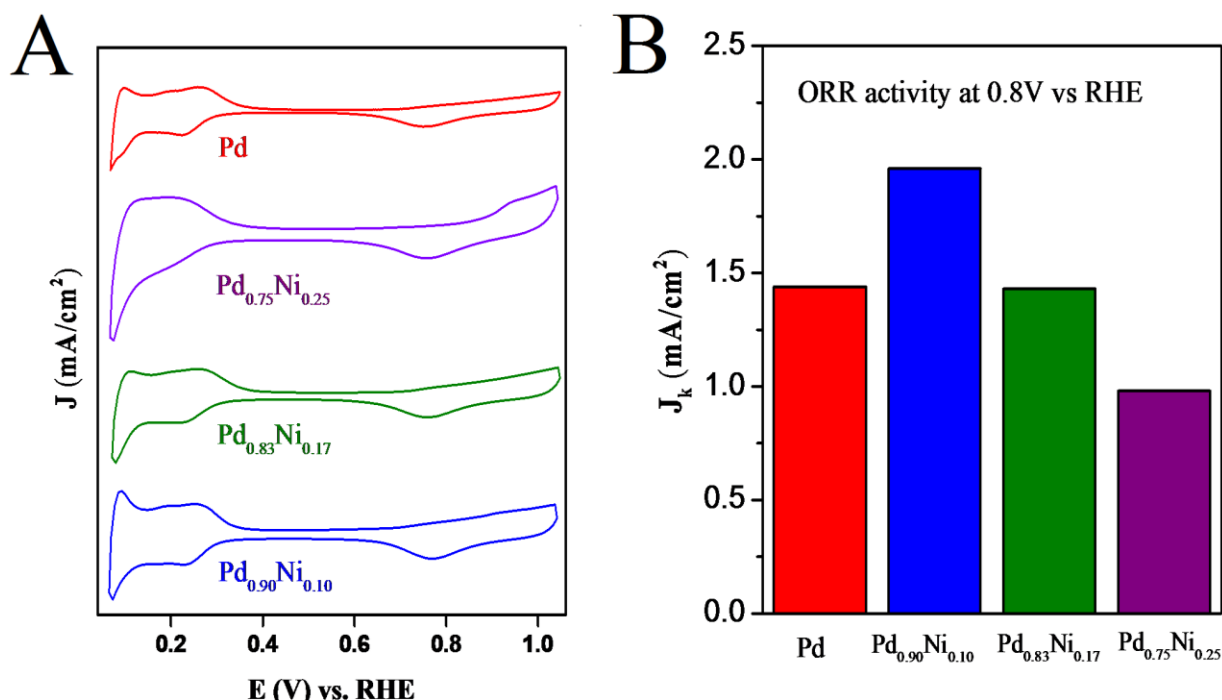 A
Pd
Pd0.75Ni0.25
Pd0.83Ni0.17
Pd0.90Ni0.10
J (mA/cm2)
0.2 0.4 0.6 0.8 1.0
E (V) vs. RHE
B
ORR activity at 0.8V vs RHE
2.5
2.0
1.5
1.0
0.5
0.0
Jk (mA/cm2)
Pd Pd0.90Ni0.10 Pd0.83Ni0.17 Pd0.75Ni0.25